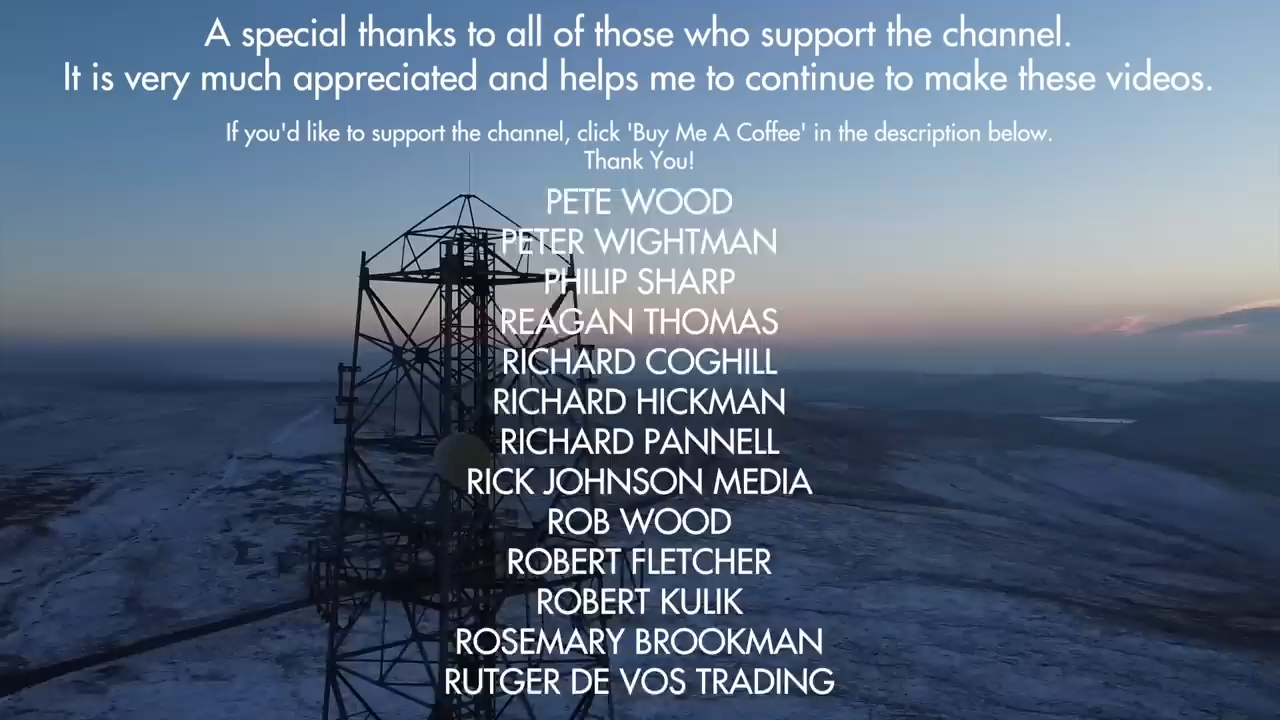 A special thanks to all of those who support the channel.
It is very much appreciated and helps me to continue to make these videos.
If you'd like to support the channel, click 'Buy Me A Coffee' in the description below.
Thank You!
PETE WOOD
PETER WIGHTMAN
PHILIP SHARP
REAGAN THOMAS
RICHARD COGHILL
RICHARD HICKMAN
RICHARD PANNELL
RICK JOHNSON MEDIA
ROB WOOD
ROBERT FLETCHER
ROBERT KULIK
ROSEMARY BROOKMAN
RUTGER DE VOS TRADING